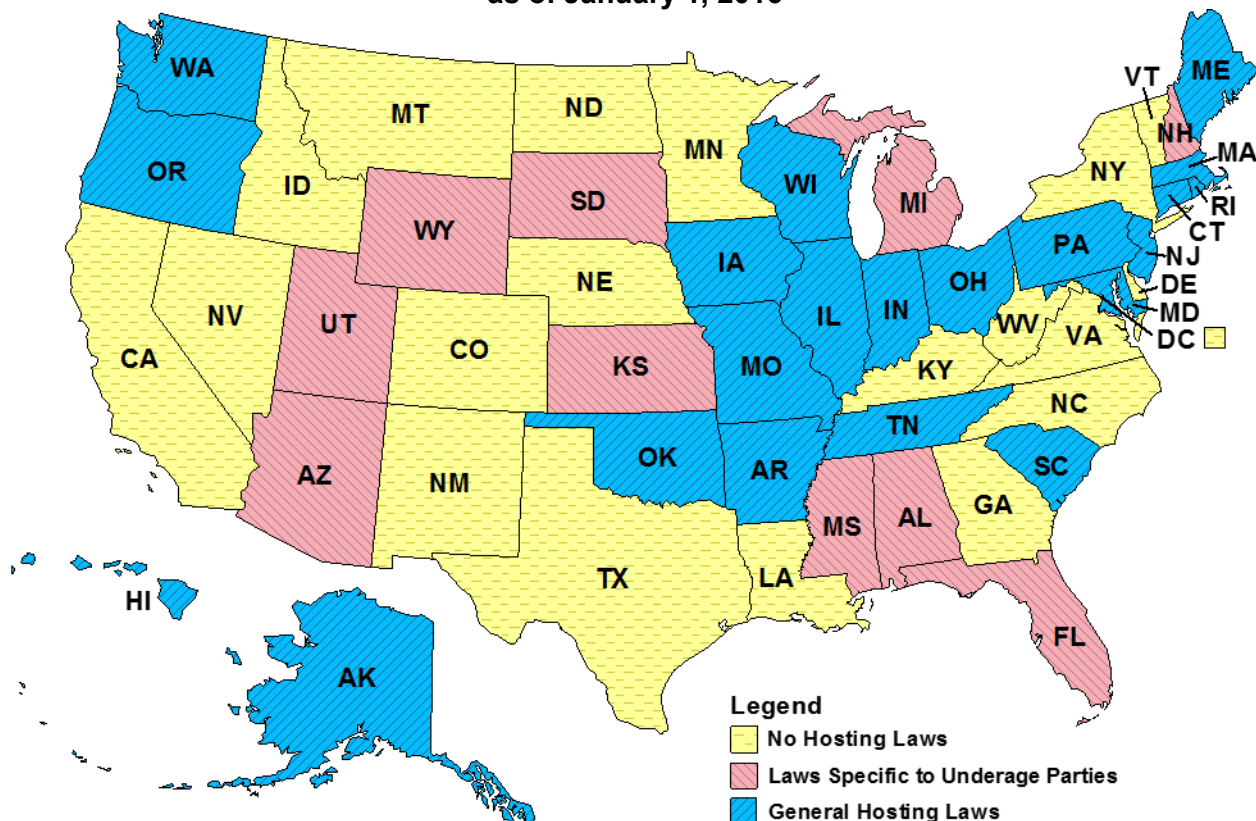 WA
ME
VT
MT
ND
NH
MN
OR
MA
ID
NY
WI
SD
MI
RI
WY
CT
PA
NJ
IA
OH
NE
DE
NV
IL
IN
MD
UT
WV
VA
DC
CA
CO
KS
MO
KY
NC
TN
OK
AR
SC
AZ
NM
GA
MS
AL
TX
LA
HI
FL
AK
Legend
No Hosting Laws
Laws Specific to Underage Parties
General Hosting Laws